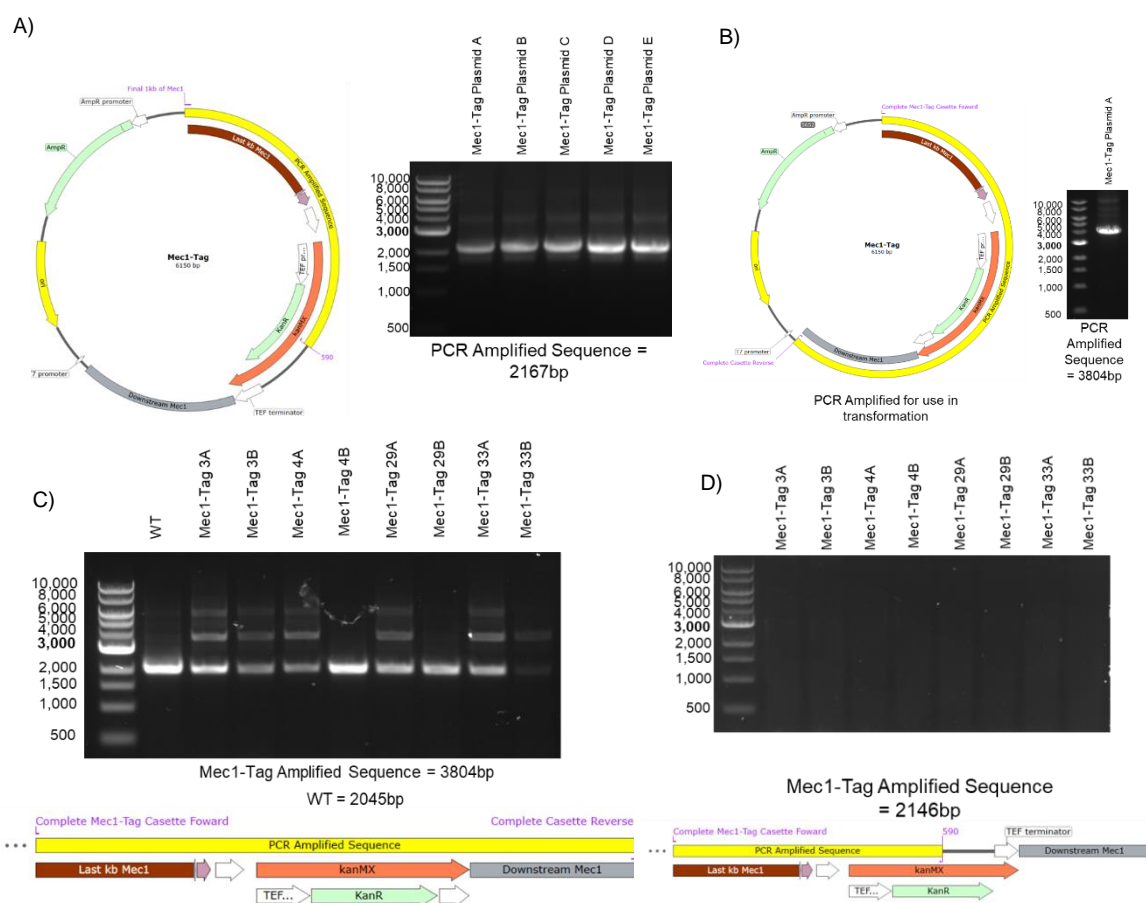 A)
Final 1kb of Mec1
AmpR promoter
AmpR
Last kb Mec1
PCR Amplified Sequence
Mec1-Tag
6150 bp
TEF pr...
ori
KanR
kanMX
590
7 promoter
Downstream Mec1
TEF terminator
Mec1-Tag Plasmid A
Mec1-Tag Plasmid B
Mec1-Tag Plasmid C
Mec1-Tag Plasmid D
Mec1-Tag Plasmid E
10,000
8,000
6,000
5,000
4,000
3,000
2,000
1,500
1,000
500
PCR Amplified Sequence =
2167bp
B)
Complete Mec1-Tag Casette Foward
AmpR promoter
AmpR
Last kb Mec1
Mec1-Tag
6150 bp
TEF pr...
ori
KanR
kanMX
PCR Amplified Sequence
Downstream Mec1
T7 promoter
Complete Casette Reverse
PCR Amplified for use in
transformation
Mec1-Tag Plasmid A
10,000
8,000
6,000
5,000
4,000
3,000
2,000
1,500
1,000
500
PCR
Amplified
Sequence
= 3804bp
C)
WT
Mec1-Tag 3A
Mec1-Tag 3B
Mec1-Tag 4A
Mec1-Tag 4B
Mec1-Tag 29A
Mec1-Tag 29B
Mec1-Tag 33A
Mec1-Tag 33B
10,000
8,000
6,000
5,000
4,000
3,000
2,000
1,500
1,000
500
Mec1-Tag Amplified Sequence = 3804bp
WT = 2045bp
Complete Mec1-Tag Casette Foward
Complete Casette Reverse
PCR Amplified Sequence
Last kb Mec1
kanMX
Downstream Mec1
TEF...
KanR
D)
Mec1-Tag 3A
Mec1-Tag 3B
Mec1-Tag 4A
Mec1-Tag 4B
Mec1-Tag 29A
Mec1-Tag 29B
Mec1-Tag 33A
Mec1-Tag 33B
10,000
8,000
6,000
5,000
4,000
3,000
2,000
1,500
1,000
500
Mec1-Tag Amplified Sequence
= 2146bp
Complete Mec1-Tag Casette Foward
590
TEF terminator
PCR Amplified Sequence
Downstream Mec1
Last kb Mec1
kanMX
TEF...
KanR